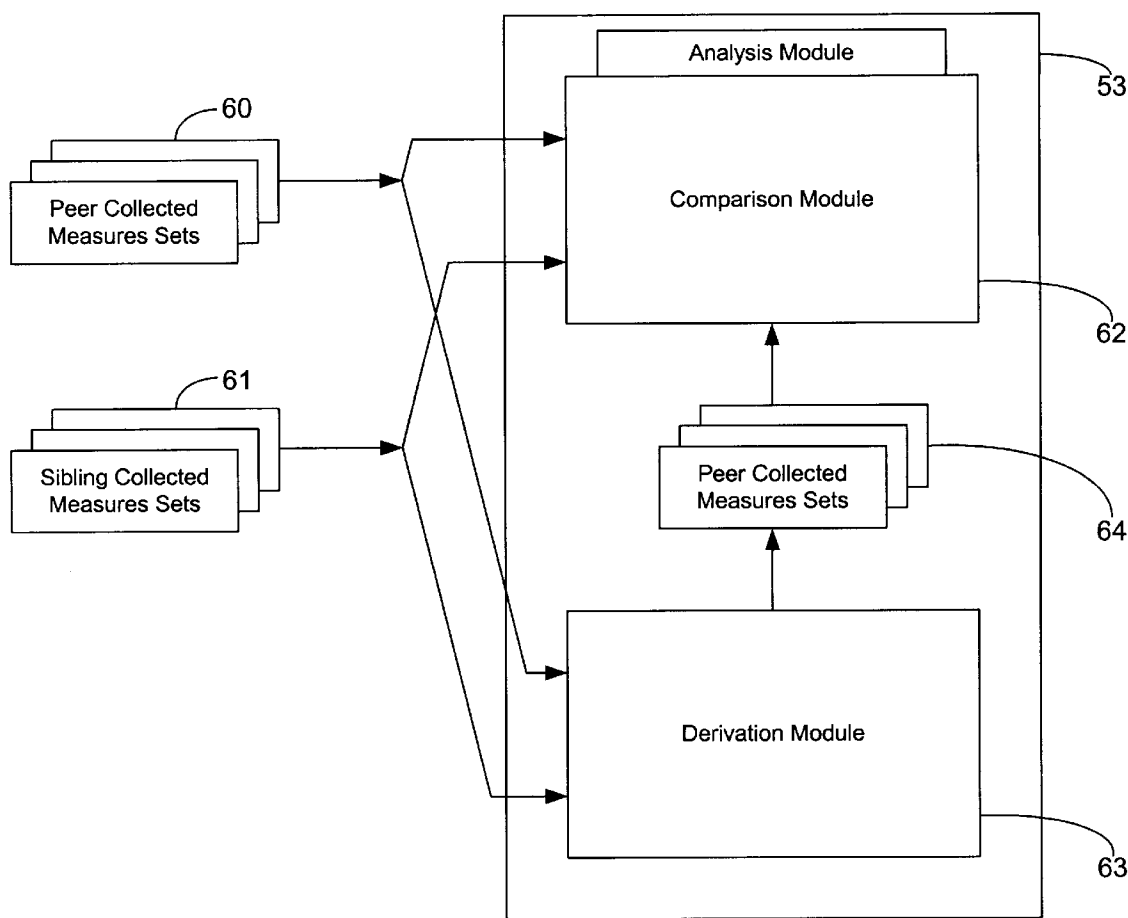 Analysis Module
53
60
Peer Collected
Measures Sets
Comparison Module
62
61
Sibling Collected
Measures Sets
Peer Collected
Measures Sets
64
Derivation Module
63